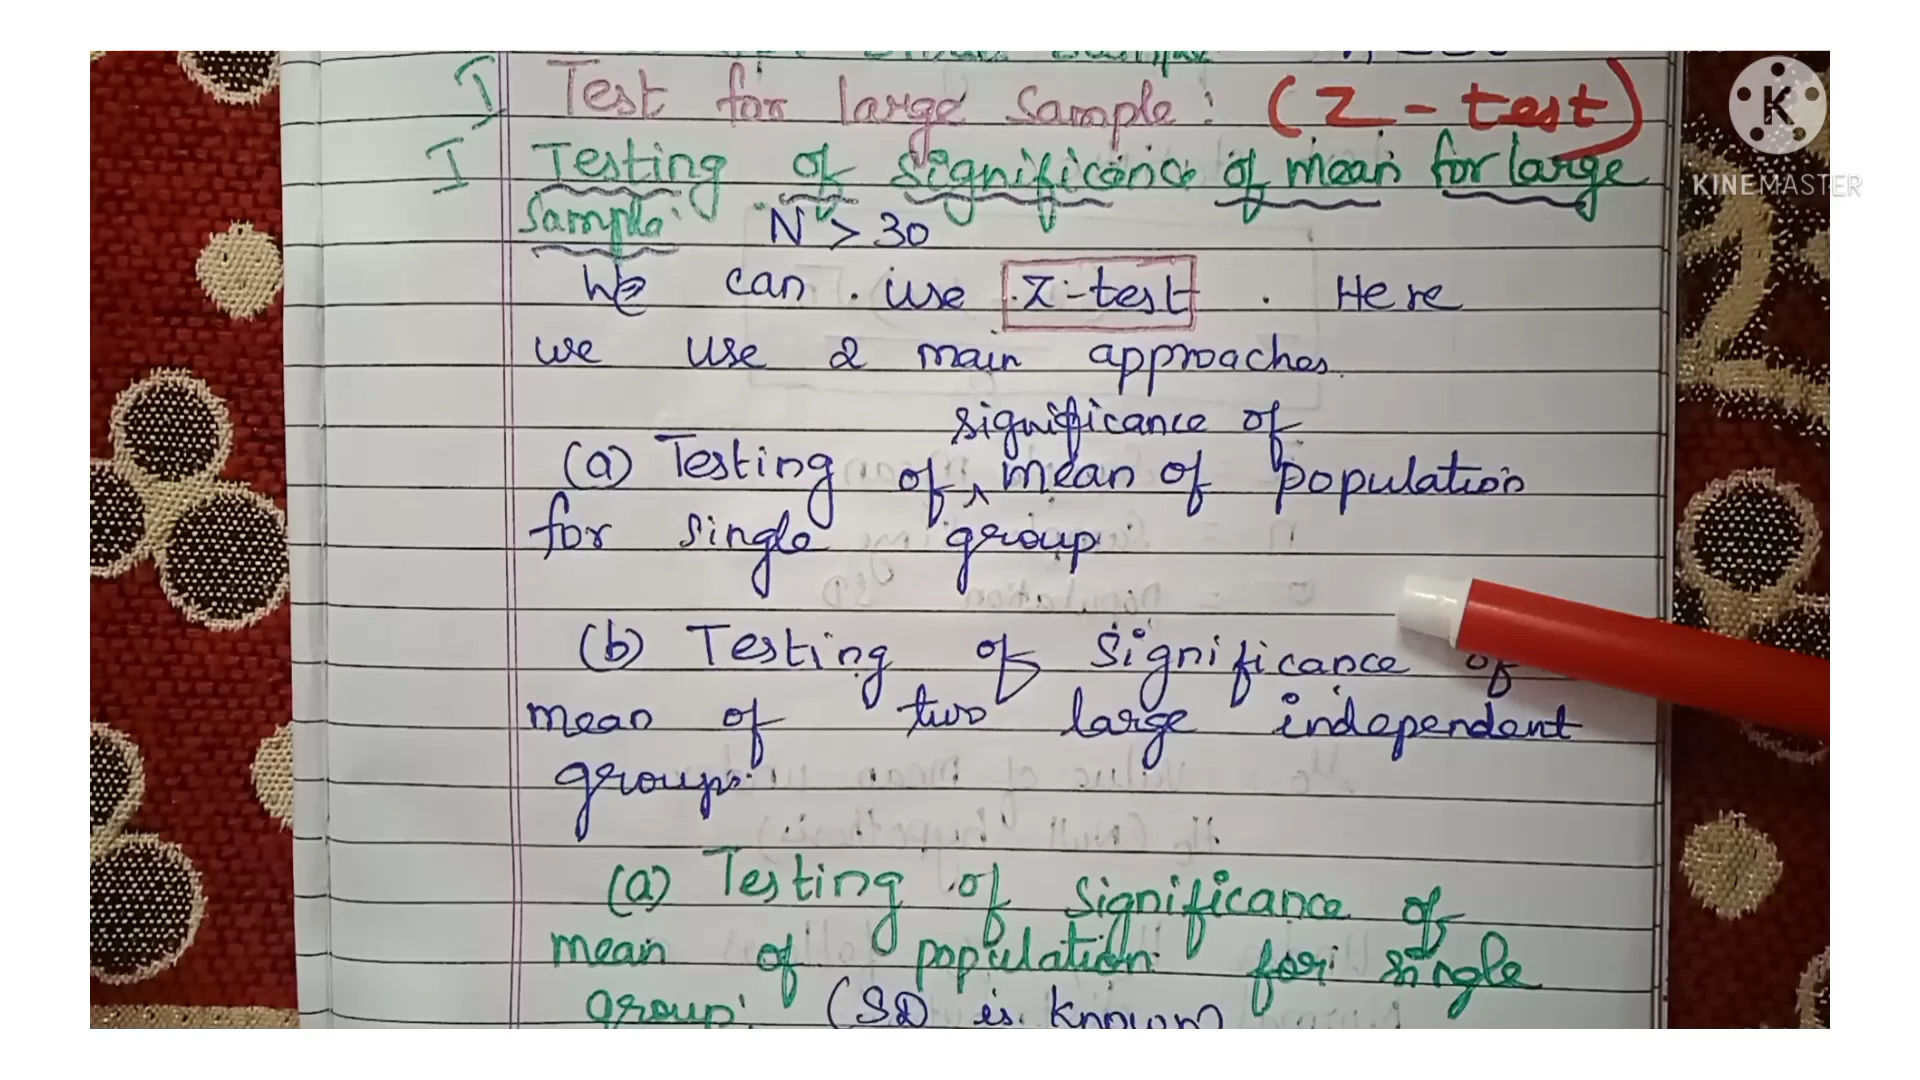 I Test for large sample: (Z-test)
I Testing of significance of mean for large
sample: N > 30
We can use Z-test. Here
we use 2 main approaches.
significance of
(a) Testing of ^ mean of population
for single group
(b) Testing of significance of
mean of two large independent
groups.
(a) Testing of significance of
mean of population for single
group: (SD is known)
K
KINEMASTER